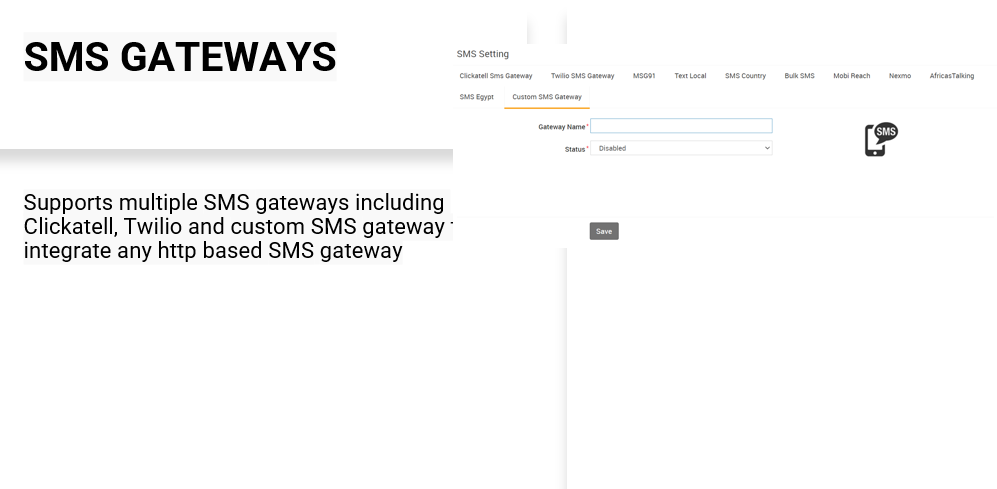 SMS GATEWAYS
Supports multiple SMS gateways including
Clickatell, Twilio and custom SMS gateway
integrate any http based SMS gateway
SMS Setting
Clickatell Sms Gateway Twilio SMS Gateway MSG91 Text Local SMS Country Bulk SMS Mobi Reach Nexmo AfricasTalking
SMS Egypt Custom SMS Gateway
Gateway Name*
SMS
Status* Disabled
Save